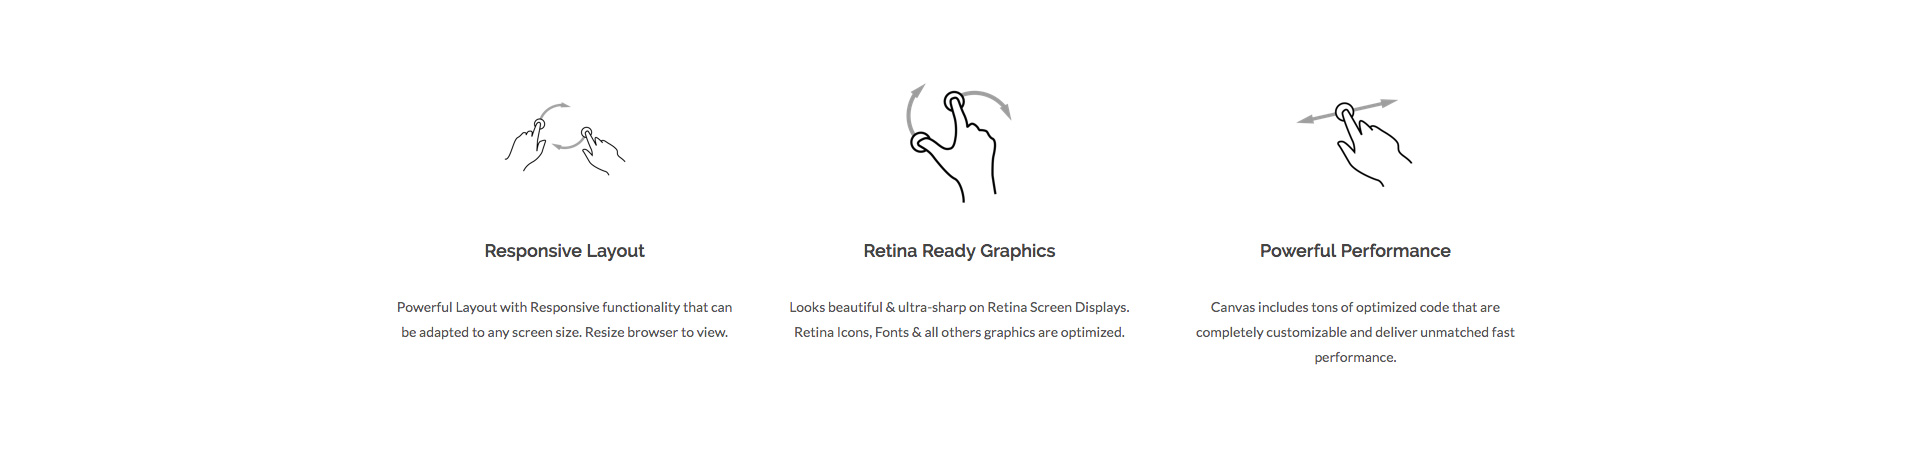 Responsive Layout
Powerful Layout with Responsive functionality that can
be adapted to any screen size. Resize browser to view.
Retina Ready Graphics
Looks beautiful & ultra-sharp on Retina Screen Displays.
Retina Icons, Fonts & all others graphics are optimized.
Powerful Performance
Canvas includes tons of optimized code that are
completely customizable and deliver unmatched fast
performance.